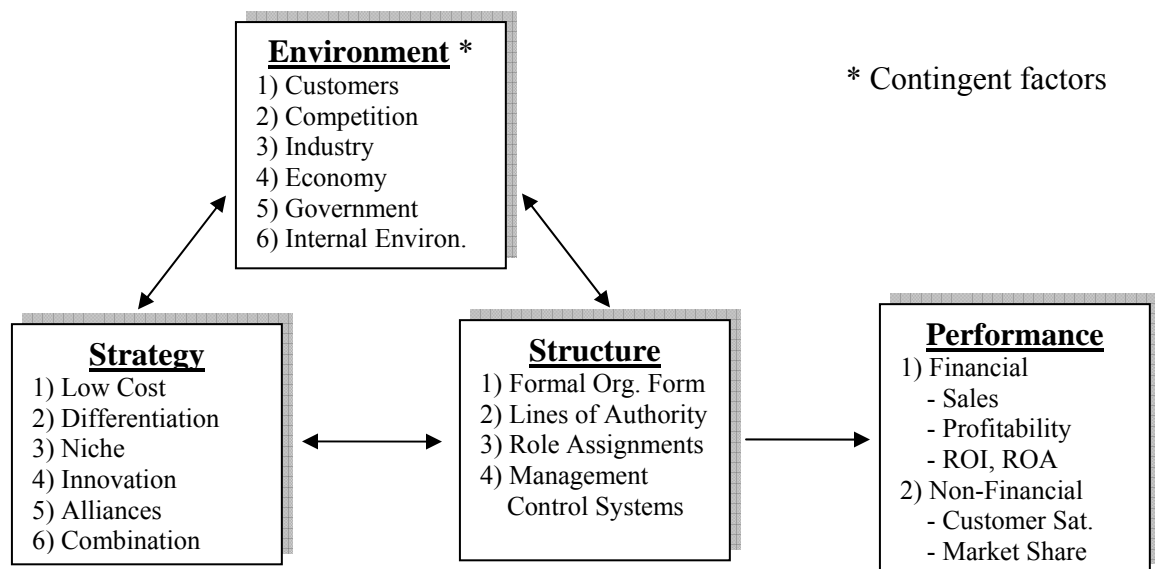 Environment *
1) Customers
2) Competition
3) Industry
4) Economy
5) Government
6) Internal Environ.
* Contingent factors
Strategy
1) Low Cost
2) Differentiation
3) Niche
4) Innovation
5) Alliances
6) Combination
Structure
1) Formal Org. Form
2) Lines of Authority
3) Role Assignments
4) Management
Control Systems
Performance
1) Financial
- Sales
- Profitability
- ROI, ROA
2) Non-Financial
- Customer Sat.
- Market Share